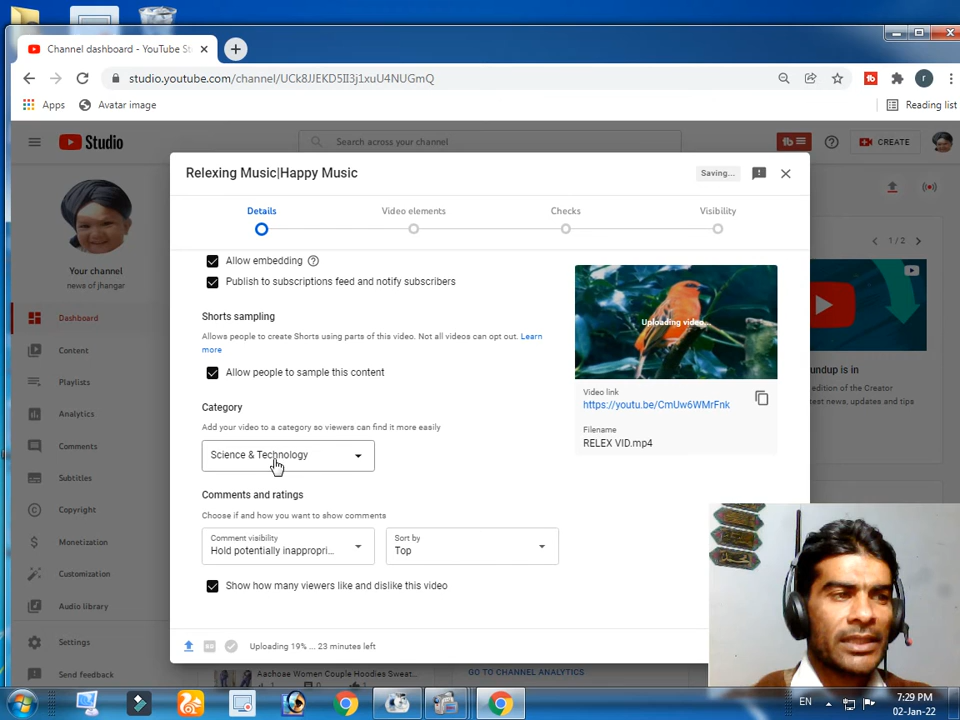 Channel dashboard - YouTube St
studio.youtube.com/channel/UCk8JJEKD5II3j1xuU4NUGmQ
r
Apps
Avatar image
Reading list
Studio
Search across your channel
CREATE
Relexing Music|Happy Music
Saving...
Details
Video elements
Checks
Visibility
1 / 2
Your channel
news of jhangar
Dashboard
Content
Playlists
Analytics
Comments
Subtitles
Copyright
Monetization
Customization
Audio library
Settings
Send feedback
Allow embedding
Publish to subscriptions feed and notify subscribers
Shorts sampling
Allows people to create Shorts using parts of this video. Not all videos can opt out. Learn
more
Allow people to sample this content
Category
Add your video to a category so viewers can find it more easily
Science & Technology
Comments and ratings
Choose if and how you want to show comments
Comment visibility
Hold potentially inappropri...
Sort by
Top
Show how many viewers like and dislike this video
Uploading video...
Video link
https://youtu.be/CmUw6WMrFnk
Filename
RELEX VID.mp4
undup is in
edition of the Creator
test news, updates and tips
Uploading 19% ... 23 minutes left
Aachose Women Couple Hoodies Sweat...
GO TO CHANNEL ANALYTICS
EN
7:29 PM
02-Jan-22